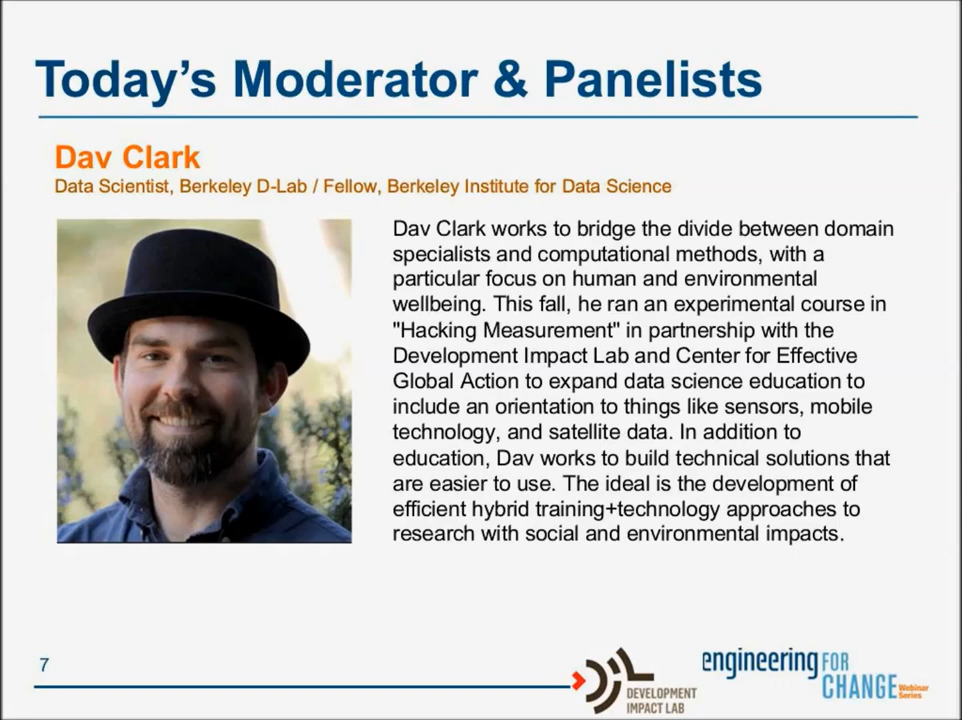 Today's Moderator & Panelists
Dav Clark
Data Scientist, Berkeley D-Lab / Fellow, Berkeley Institute for Data Science
Dav Clark works to bridge the divide between domain
specialists and computational methods, with a
particular focus on human and environmental
wellbeing. This fall, he ran an experimental course in
"Hacking Measurement" in partnership with the
Development Impact Lab and Center for Effective
Global Action to expand data science education to
include an orientation to things like sensors, mobile
technology, and satellite data. In addition to
education, Dav works to build technical solutions that
are easier to use. The ideal is the development of
efficient hybrid training+technology approaches to
research with social and environmental impacts.
7
DIL
DEVELOPMENT
IMPACT LAB
engineering FOR
CHANGE Webinar
Series